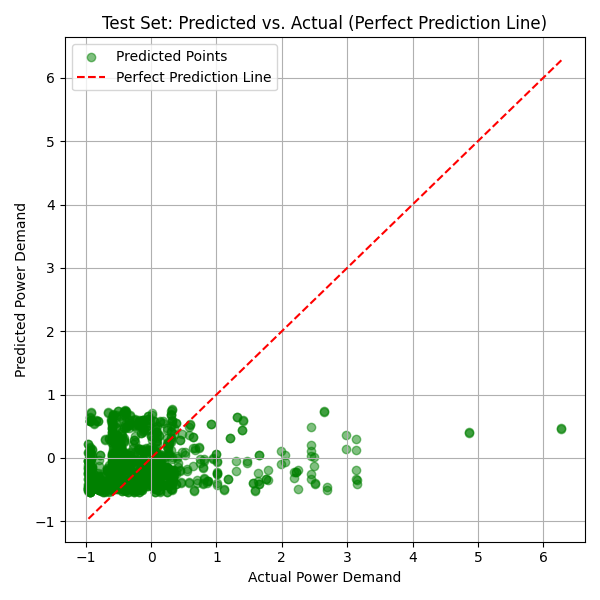 Test Set: Predicted vs. Actual (Perfect Prediction Line)
Predicted Points
Perfect Prediction Line
6
5
4
3
2
1
0
−1
Predicted Power Demand
−1 0 1 2 3 4 5 6
Actual Power Demand